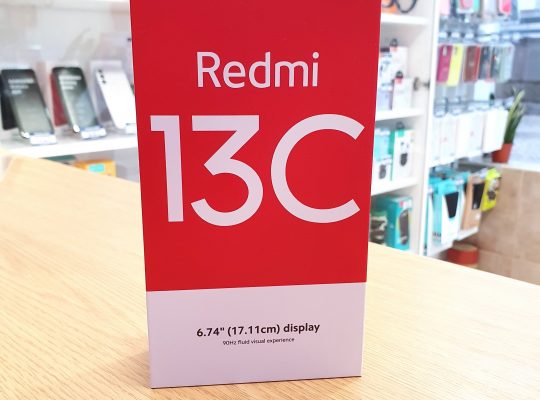 Redmi
13C
6.74" (17.11cm) display
90Hz fluid visual experience